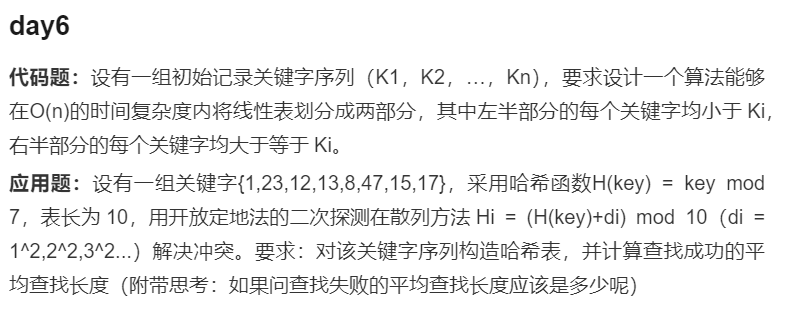 day6
代码题：设有一组初始记录关键字序列（K1，K2，…，Kn），要求设计一个算法能够
在O(n)的时间复杂度内将线性表划分成两部分，其中左半部分的每个关键字均小于 Ki，
右半部分的每个关键字均大于等于 Ki。
应用题：设有一组关键字{1,23,12,13,8,47,15,17}，采用哈希函数H(key) = key mod
7，表长为 10，用开放定地法的二次探测在散列方法 Hi = (H(key)+di) mod 10（di =
1^2,2^2,3^2...）解决冲突。要求：对该关键字序列构造哈希表，并计算查找成功的平
均查找长度（附带思考：如果问查找失败的平均查找长度应该是多少呢）